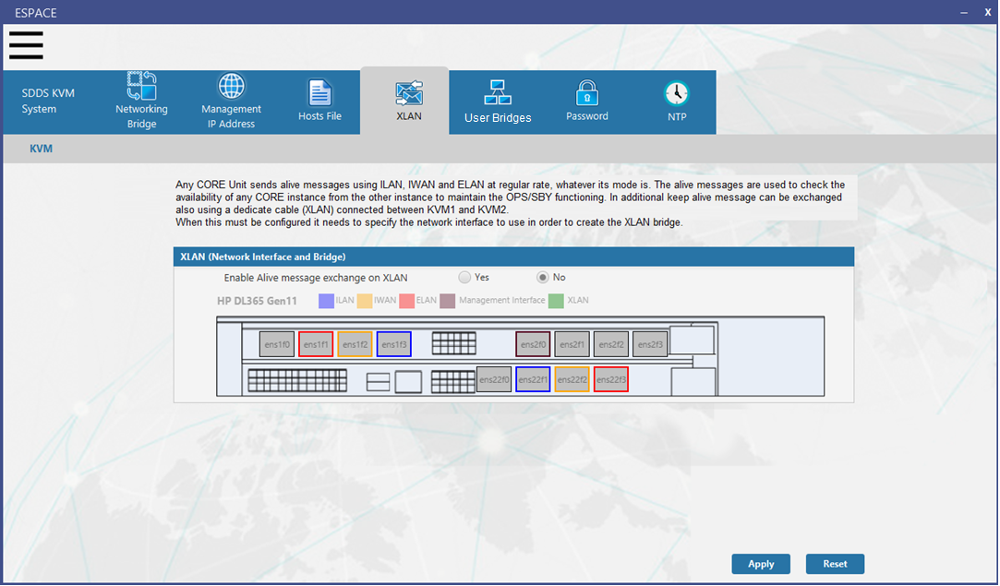 ESPACE
– X
SDDS KVM
System
Networking
Bridge
Management
IP Address
Hosts File
XLAN
User Bridges
Password
NTP
KVM
Any CORE Unit sends alive messages using ILAN, IWAN and ELAN at regular rate, whatever its mode is. The alive messages are used to check the
availability of any CORE instance from the other instance to maintain the OPS/SBY functioning. In additional keep alive message can be exchanged
also using a dedicate cable (XLAN) connected between KVM1 and KVM2.
When this must be configured it needs to specify the network interface to use in order to create the XLAN bridge.
XLAN (Network Interface and Bridge)
Enable Alive message exchange on XLAN Yes No
HP DL365 Gen11 ILAN IWAN ELAN Management Interface XLAN
ens1f0 ens1f1 ens1f2 ens1f3 ens2f0 ens2f1 ens2f2 ens2f3
ens22f0 ens22f1 ens22f2 ens22f3
Apply Reset